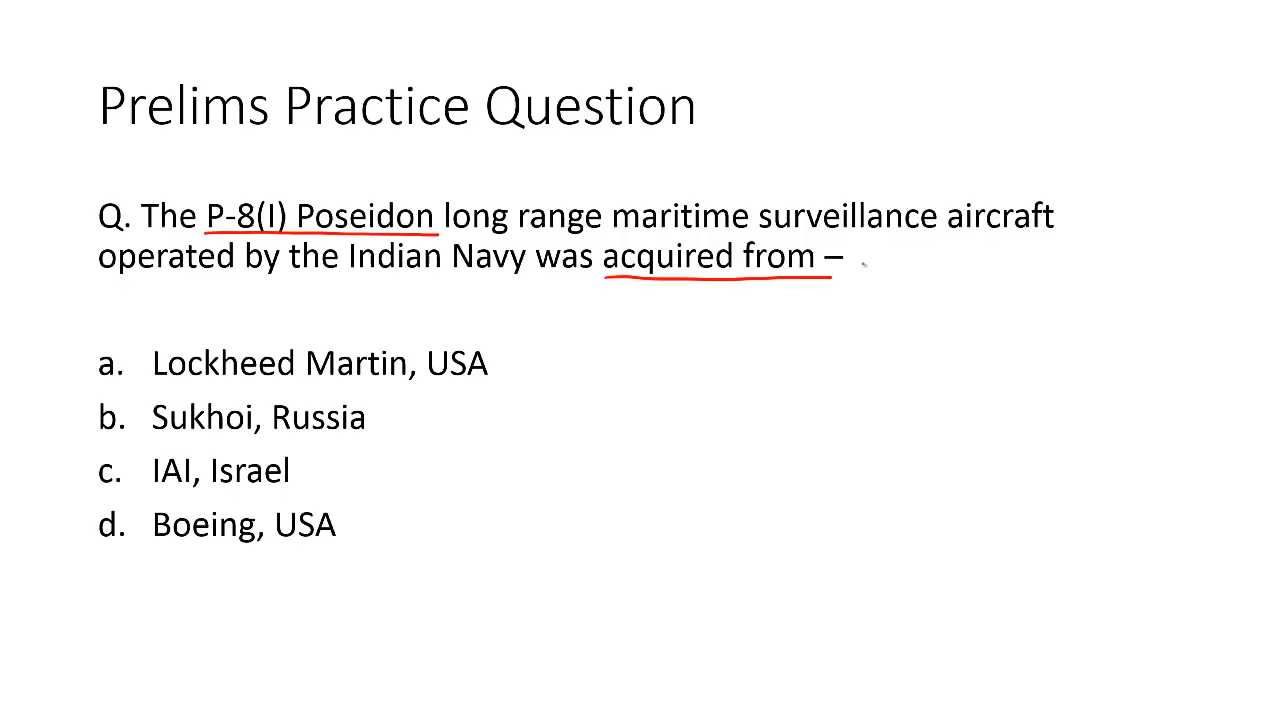 Prelims Practice Question
Q. The P-8(I) Poseidon long range maritime surveillance aircraft
operated by the Indian Navy was acquired from –
a. Lockheed Martin, USA
b. Sukhoi, Russia
c. IAI, Israel
d. Boeing, USA